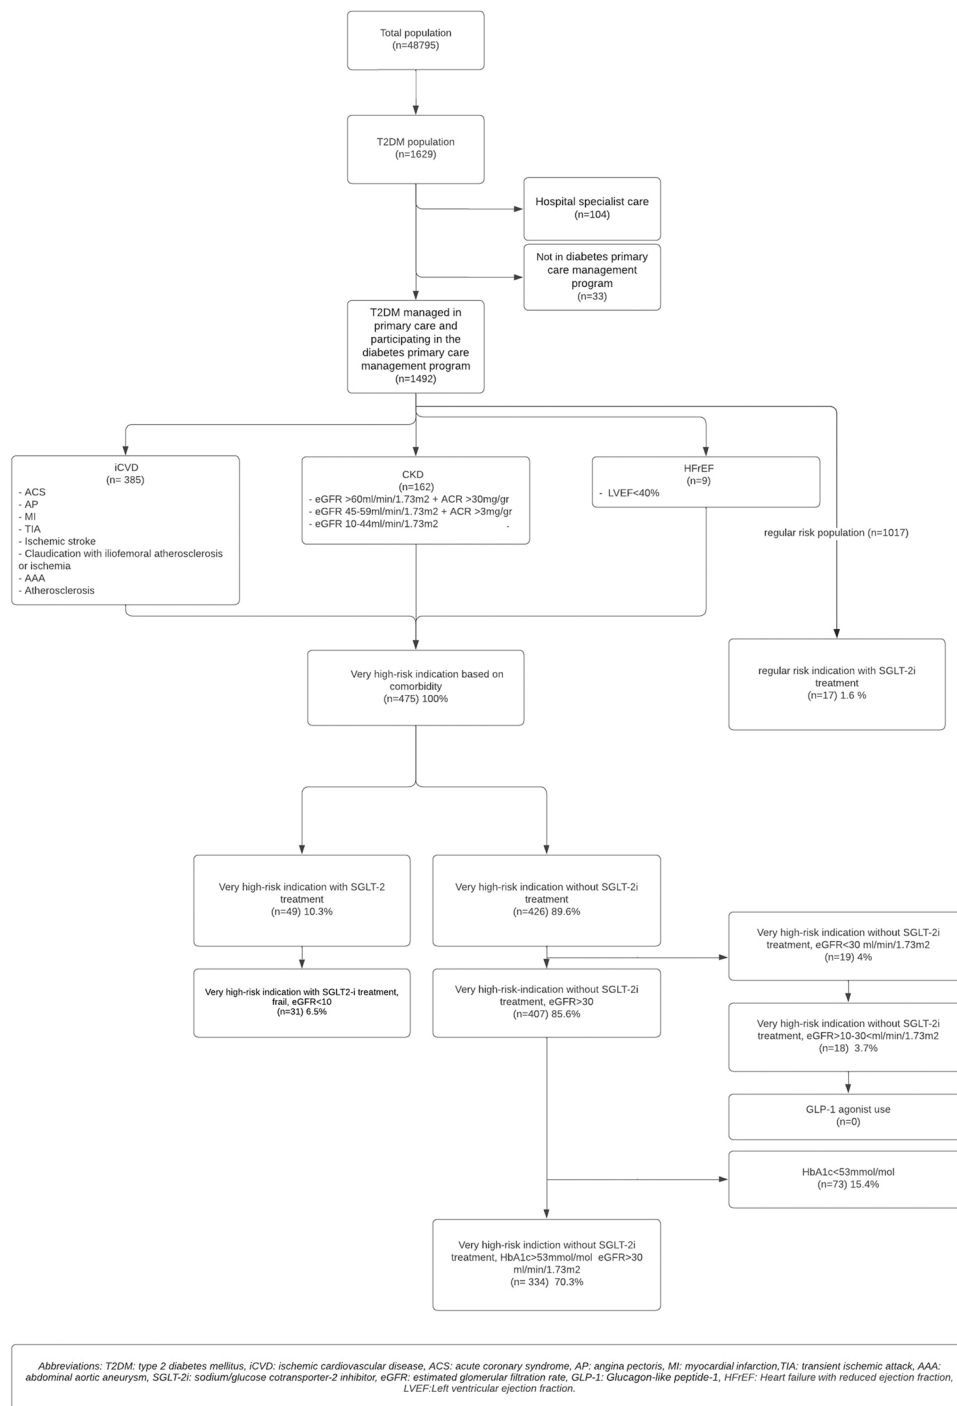 Total population
(n=48795)
T2DM population
(n=1629)
Hospital specialist care
(n=104)
Not in diabetes primary
care management
program
(n=33)
T2DM managed in
primary care and
participating in the
diabetes primary care
management program
(n=1492)
iCVD
(n= 385)
- ACS
- AP
- MI
- TIA
- Ischemic stroke
- Claudication with iliofemoral atherosclerosis
or ischemia
- AAA
- Atherosclerosis
CKD
(n=162)
- eGFR >60ml/min/1.73m2 + ACR >30mg/gr
- eGFR 45-59ml/min/1.73m2 + ACR >3mg/gr
- eGFR 10-44ml/min/1.73m2 .
HFrEF
(n=9)
- LVEF<40%
regular risk population (n=1017)
Very high-risk indication based on
comorbidity
(n=475) 100%
regular risk indication with SGLT-2i
treatment
(n=17) 1.6 %
Very high-risk indication with SGLT-2
treatment
(n=49) 10.3%
Very high-risk indication without SGLT-2i
treatment
(n=426) 89.6%
Very high-risk indication without SGLT-2i
treatment, eGFR<30 ml/min/1.73m2
(n=19) 4%
Very high-risk indication with SGLT2-i treatment,
frail, eGFR<10
(n=31) 6.5%
Very high-risk-indication without SGLT-2i
treatment, eGFR>30
(n=407) 85.6%
Very high-risk indication without SGLT-2i
treatment, eGFR>10-30<ml/min/1.73m2
(n=18) 3.7%
GLP-1 agonist use
(n=0)
HbA1c<53mmol/mol
(n=73) 15.4%
Very high-risk indiction without SGLT-2i
treatment, HbA1c>53mmol/mol eGFR>30
ml/min/1.73m2
(n= 334) 70.3%
Abbreviations: T2DM: type 2 diabetes mellitus, iCVD: ischemic cardiovascular disease, ACS: acute coronary syndrome, AP: angina pectoris, MI: myocardial infarction,TIA: transient ischemic attack, AAA:
abdominal aortic aneurysm, SGLT-2i: sodium/glucose cotransporter-2 inhibitor, eGFR: estimated glomerular filtration rate, GLP-1: Glucagon-like peptide-1, HFrEF: Heart failure with reduced ejection fraction,
LVEF:Left ventricular ejection fraction.